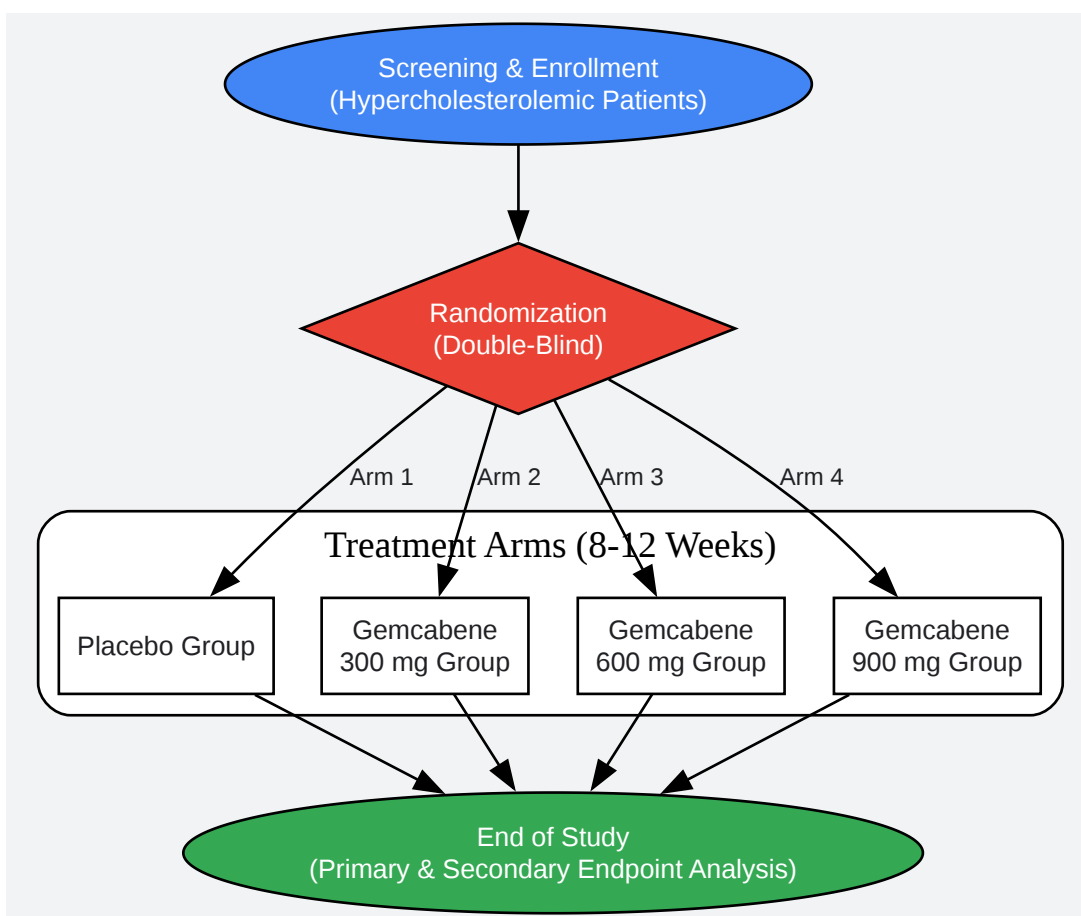 Screening & Enrollment
(Hypercholesterolemic Patients)
Randomization
(Double-Blind)
Arm 1
Arm 2
Arm 3
Arm 4
Treatment Arms (8-12 Weeks)
Placebo Group
Gemcabene
300 mg Group
Gemcabene
600 mg Group
Gemcabene
900 mg Group
End of Study
(Primary & Secondary Endpoint Analysis)